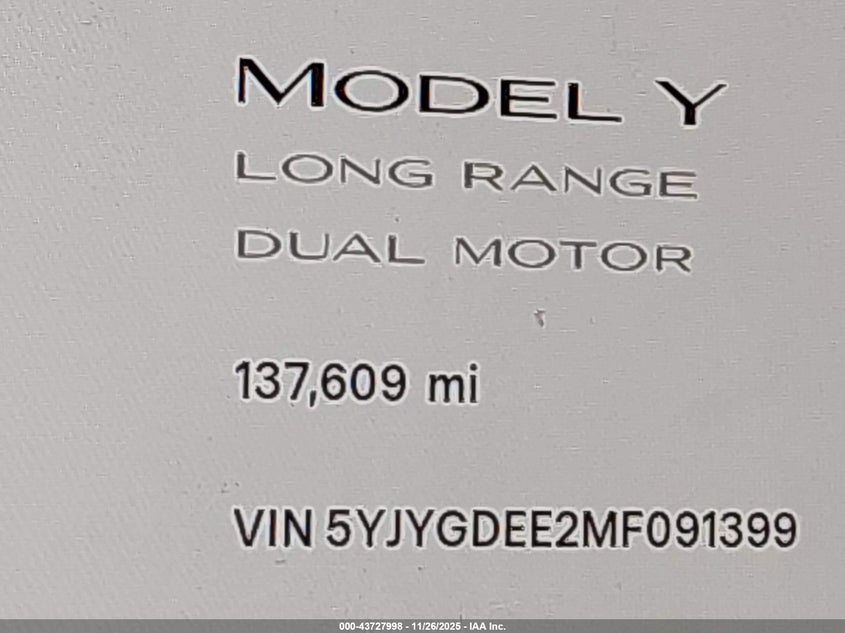 MODEL Y
LONG RANGE
DUAL MOTOR
137,609 mi
VIN 5YJYGDEE2MF091399
000-43727998 - 11/26/2025 - IAA Inc.